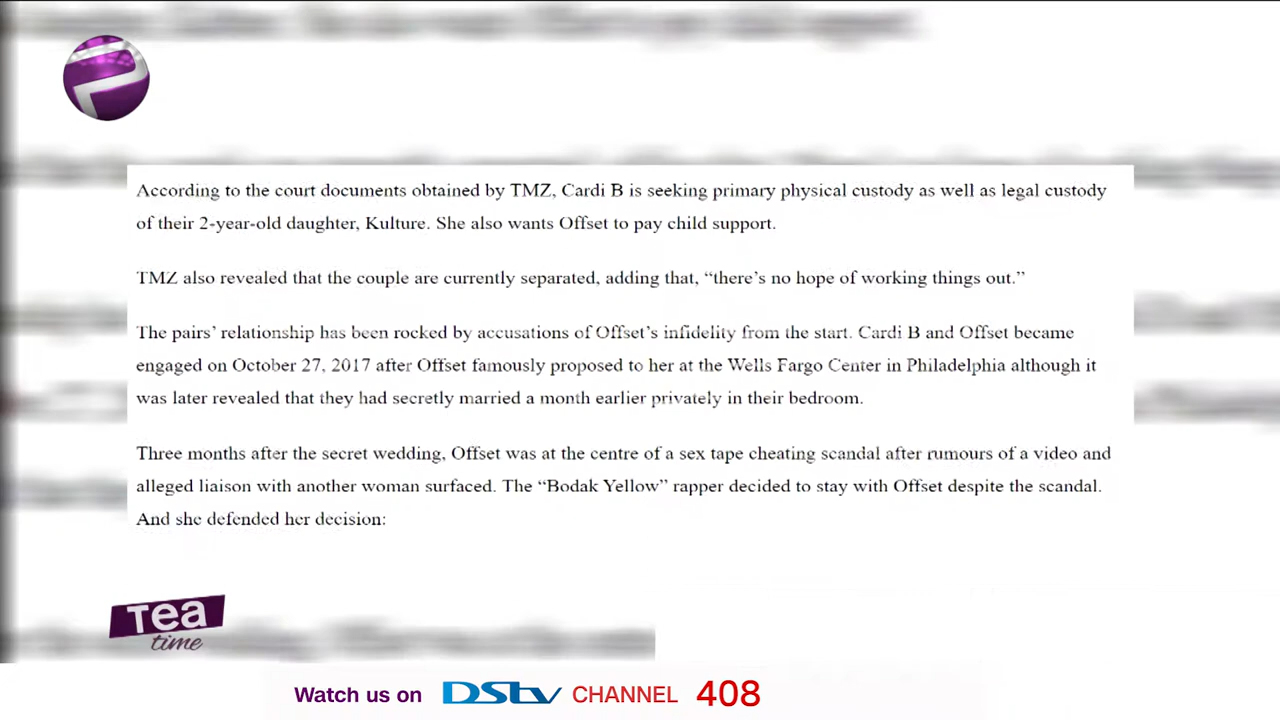 According to the court documents obtained by TMZ, Cardi B is seeking primary physical custody as well as legal custody
of their 2-year-old daughter, Kulture. She also wants Offset to pay child support.
TMZ also revealed that the couple are currently separated, adding that, “there’s no hope of working things out.”
The pairs’ relationship has been rocked by accusations of Offset’s infidelity from the start. Cardi B and Offset became
engaged on October 27, 2017 after Offset famously proposed to her at the Wells Fargo Center in Philadelphia although it
was later revealed that they had secretly married a month earlier privately in their bedroom.
Three months after the secret wedding, Offset was at the centre of a sex tape cheating scandal after rumours of a video and
alleged liaison with another woman surfaced. The “Bodak Yellow” rapper decided to stay with Offset despite the scandal.
And she defended her decision:
Tea
time
Watch us on DStv CHANNEL 408